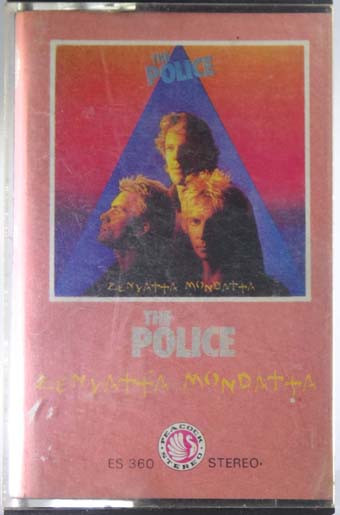 THE
POLICE
ZENYATTA MONDATTA
THE
POLICE
ZENYATTA MONDATTA
PEACOCK
STEREO
ES 360 STEREO